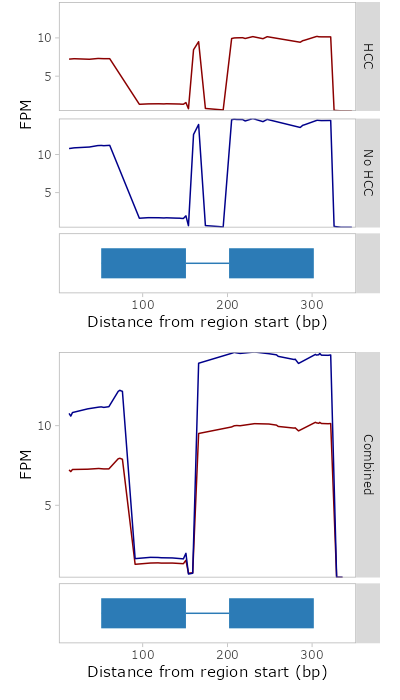 10
5
HCC
FPM
10
5
No HCC
100 200 300
Distance from region start (bp)
10
5
FPM
Combined
100 200 300
Distance from region start (bp)